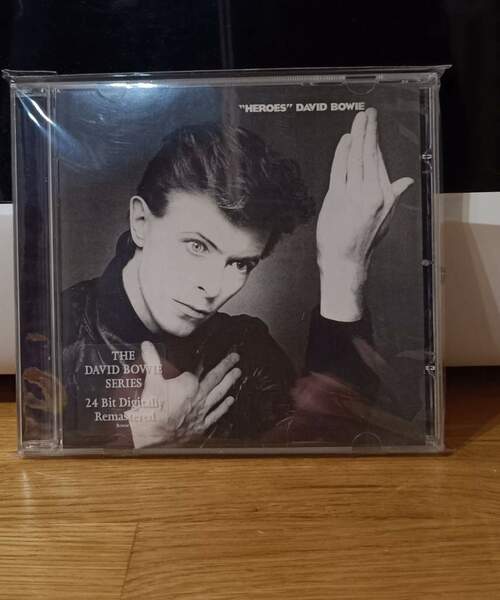 "HEROES" DAVID BOWIE
THE
DAVID BOWIE
SERIES
24 Bit Digitally
Remastered